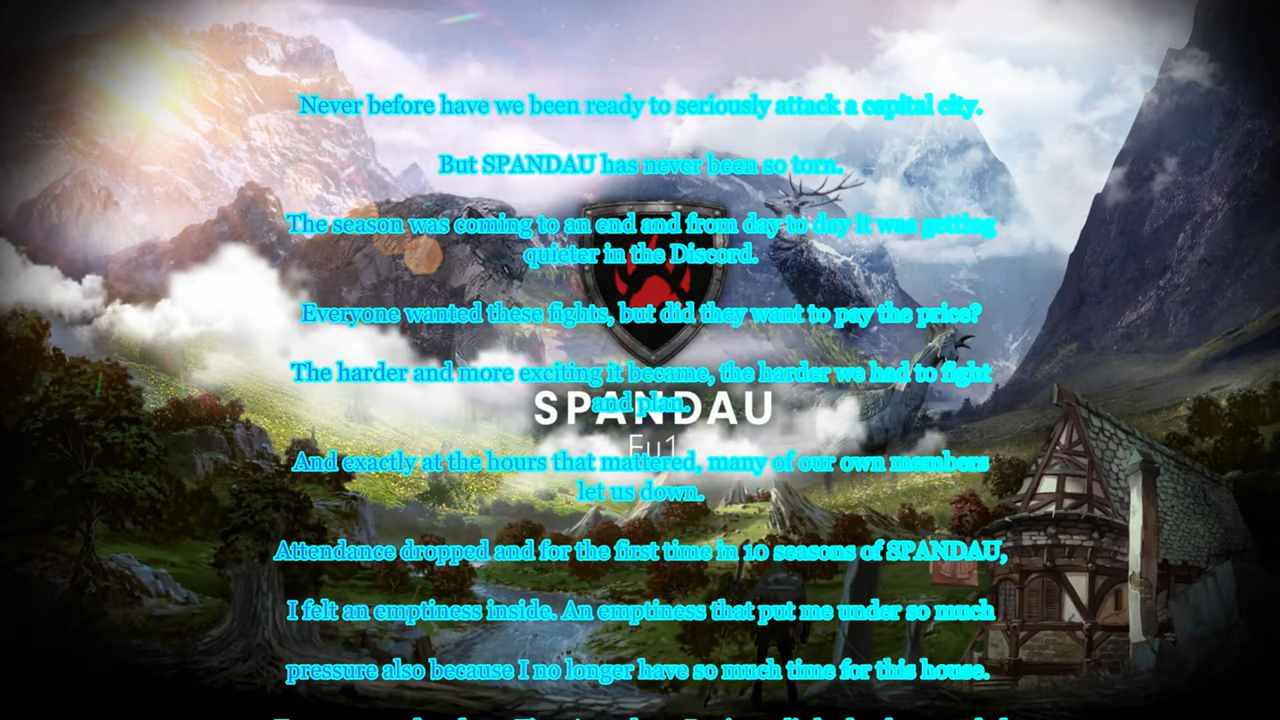 Never before have we been ready to seriously attack a capital city.
But SPANDAU has never been so torn.
The season was coming to an end and from day to day it was getting
quieter in the Discord.
Everyone wanted these fights, but did they want to pay the price?
The harder and more exciting it became, the harder we had to fight
and plan.
SPANDAU
Eu1
And exactly at the hours that mattered, many of our own members
let us down.
Attendance dropped and for the first time in 10 seasons of SPANDAU,
I felt an emptiness inside. An emptiness that put me under so much
pressure also because I no longer have so much time for this house.